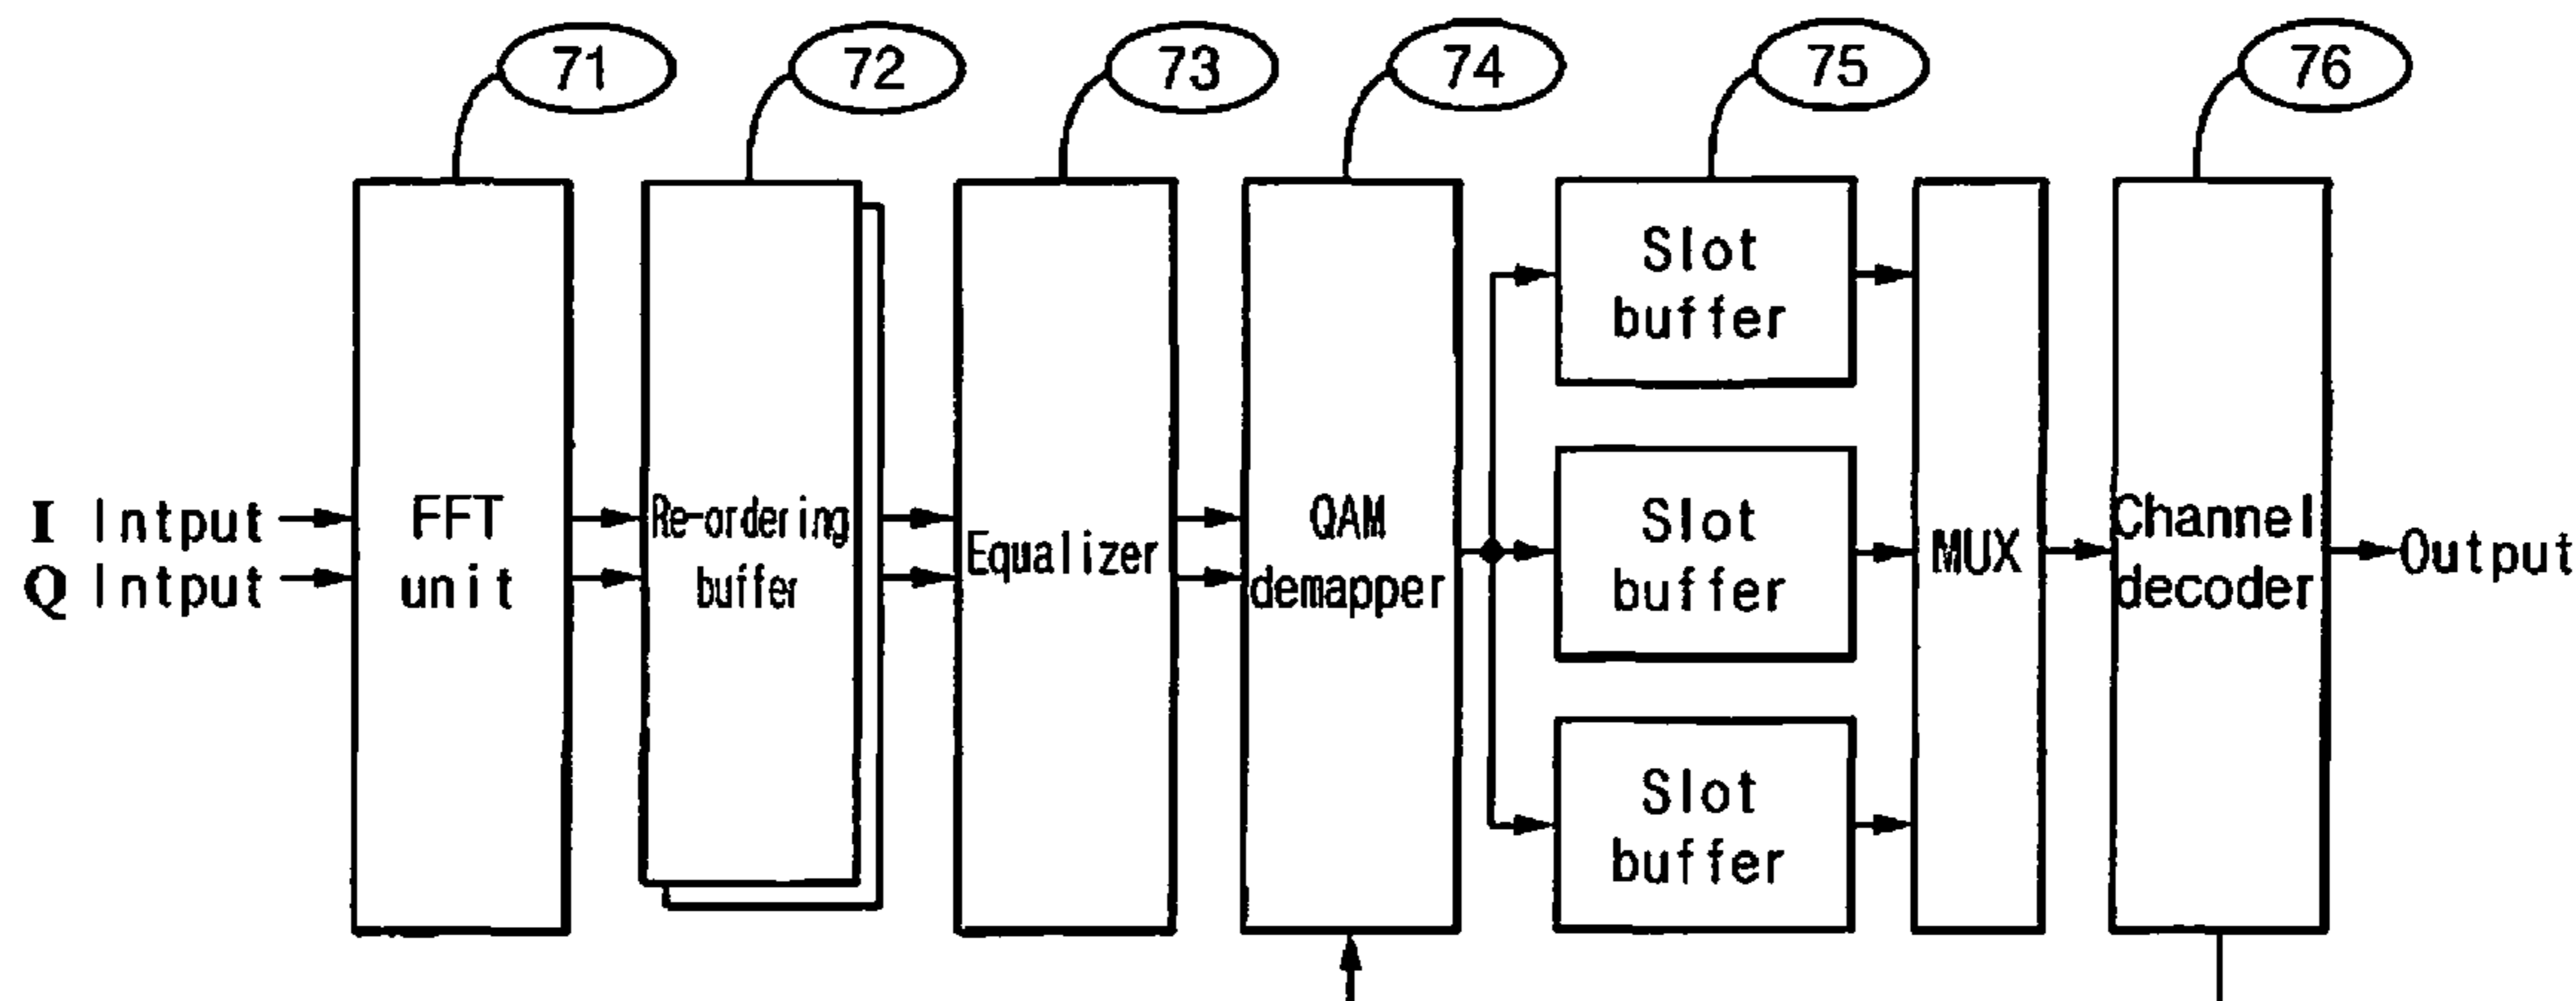 71
72
73
74
75
76
I Intput
Q Intput
FFT
unit
Re-ordering
buffer
Equalizer
QAM
demapper
Slot
buffer
Slot
buffer
Slot
buffer
MUX
Channel
decoder
Output